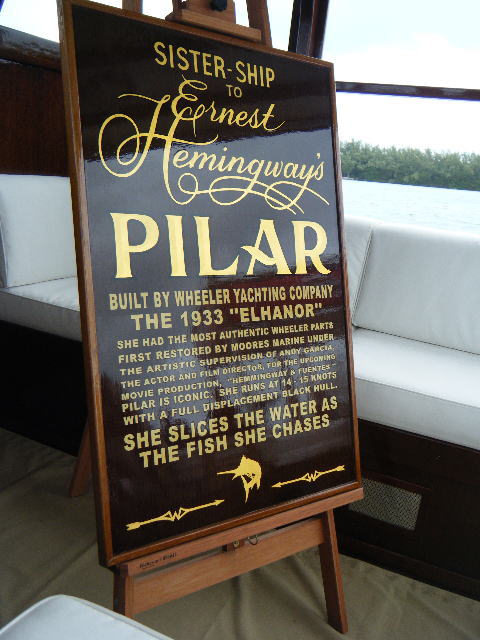 SISTER-SHIP
TO
Ernest
Hemingway's
PILAR
BUILT BY WHEELER YACHTING COMPANY
THE 1933 "ELHANOR"
SHE HAD THE MOST AUTHENTIC WHEELER PARTS
FIRST RESTORED BY MOORES MARINE UNDER
THE ARTISTIC SUPERVISION OF ANDY GARCIA,
THE ACTOR AND FILM DIRECTOR, FOR THE UPCOMING
MOVIE PRODUCTION, "HEMMINGWAY & FUENTES"
PILAR IS ICONIC. SHE RUNS AT 14 - 15 KNOTS
WITH A FULL DISPLACEMENT BLACK HULL.
SHE SLICES THE WATER AS
THE FISH SHE CHASES